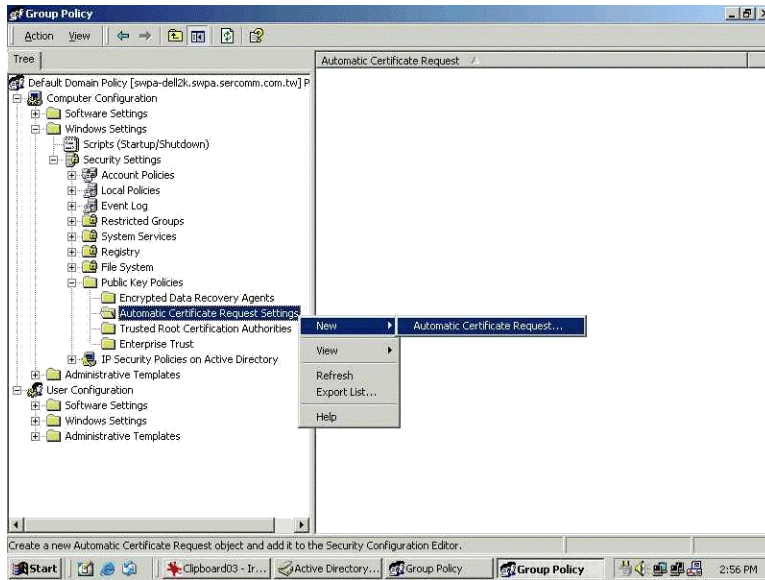 Group Policy
Action View
Tree
Automatic Certificate Request
Default Domain Policy [swpa-dell2k.swpa.sercomm.com.tw] P
Computer Configuration
Software Settings
Windows Settings
Scripts (Startup/Shutdown)
Security Settings
Account Policies
Local Policies
Event Log
Restricted Groups
System Services
Registry
File System
Public Key Policies
Encrypted Data Recovery Agents
Automatic Certificate Request Settings
Trusted Root Certification Authorities
Enterprise Trust
IP Security Policies on Active Directory
Administrative Templates
User Configuration
Software Settings
Windows Settings
Administrative Templates
New
Automatic Certificate Request...
View
Refresh
Export List...
Help
Create a new Automatic Certificate Request object and add it to the Security Configuration Editor.
Start
Clipboard03 - Ir...
Active Directory...
Group Policy
Group Policy
2:56 PM